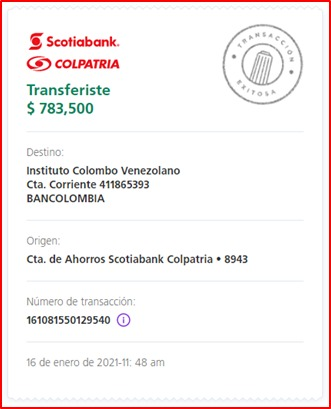 Scotiabank.
COLPATRIA
TRANSACCIÓN
EXITOSA
Transferiste
$ 783,500
Destino:
Instituto Colombo Venezolano
Cta. Corriente 411865393
BANCOLOMBIA
Origen:
Cta. de Ahorros Scotiabank Colpatria • 8943
Número de transacción:
161081550129540
16 de enero de 2021-11: 48 am